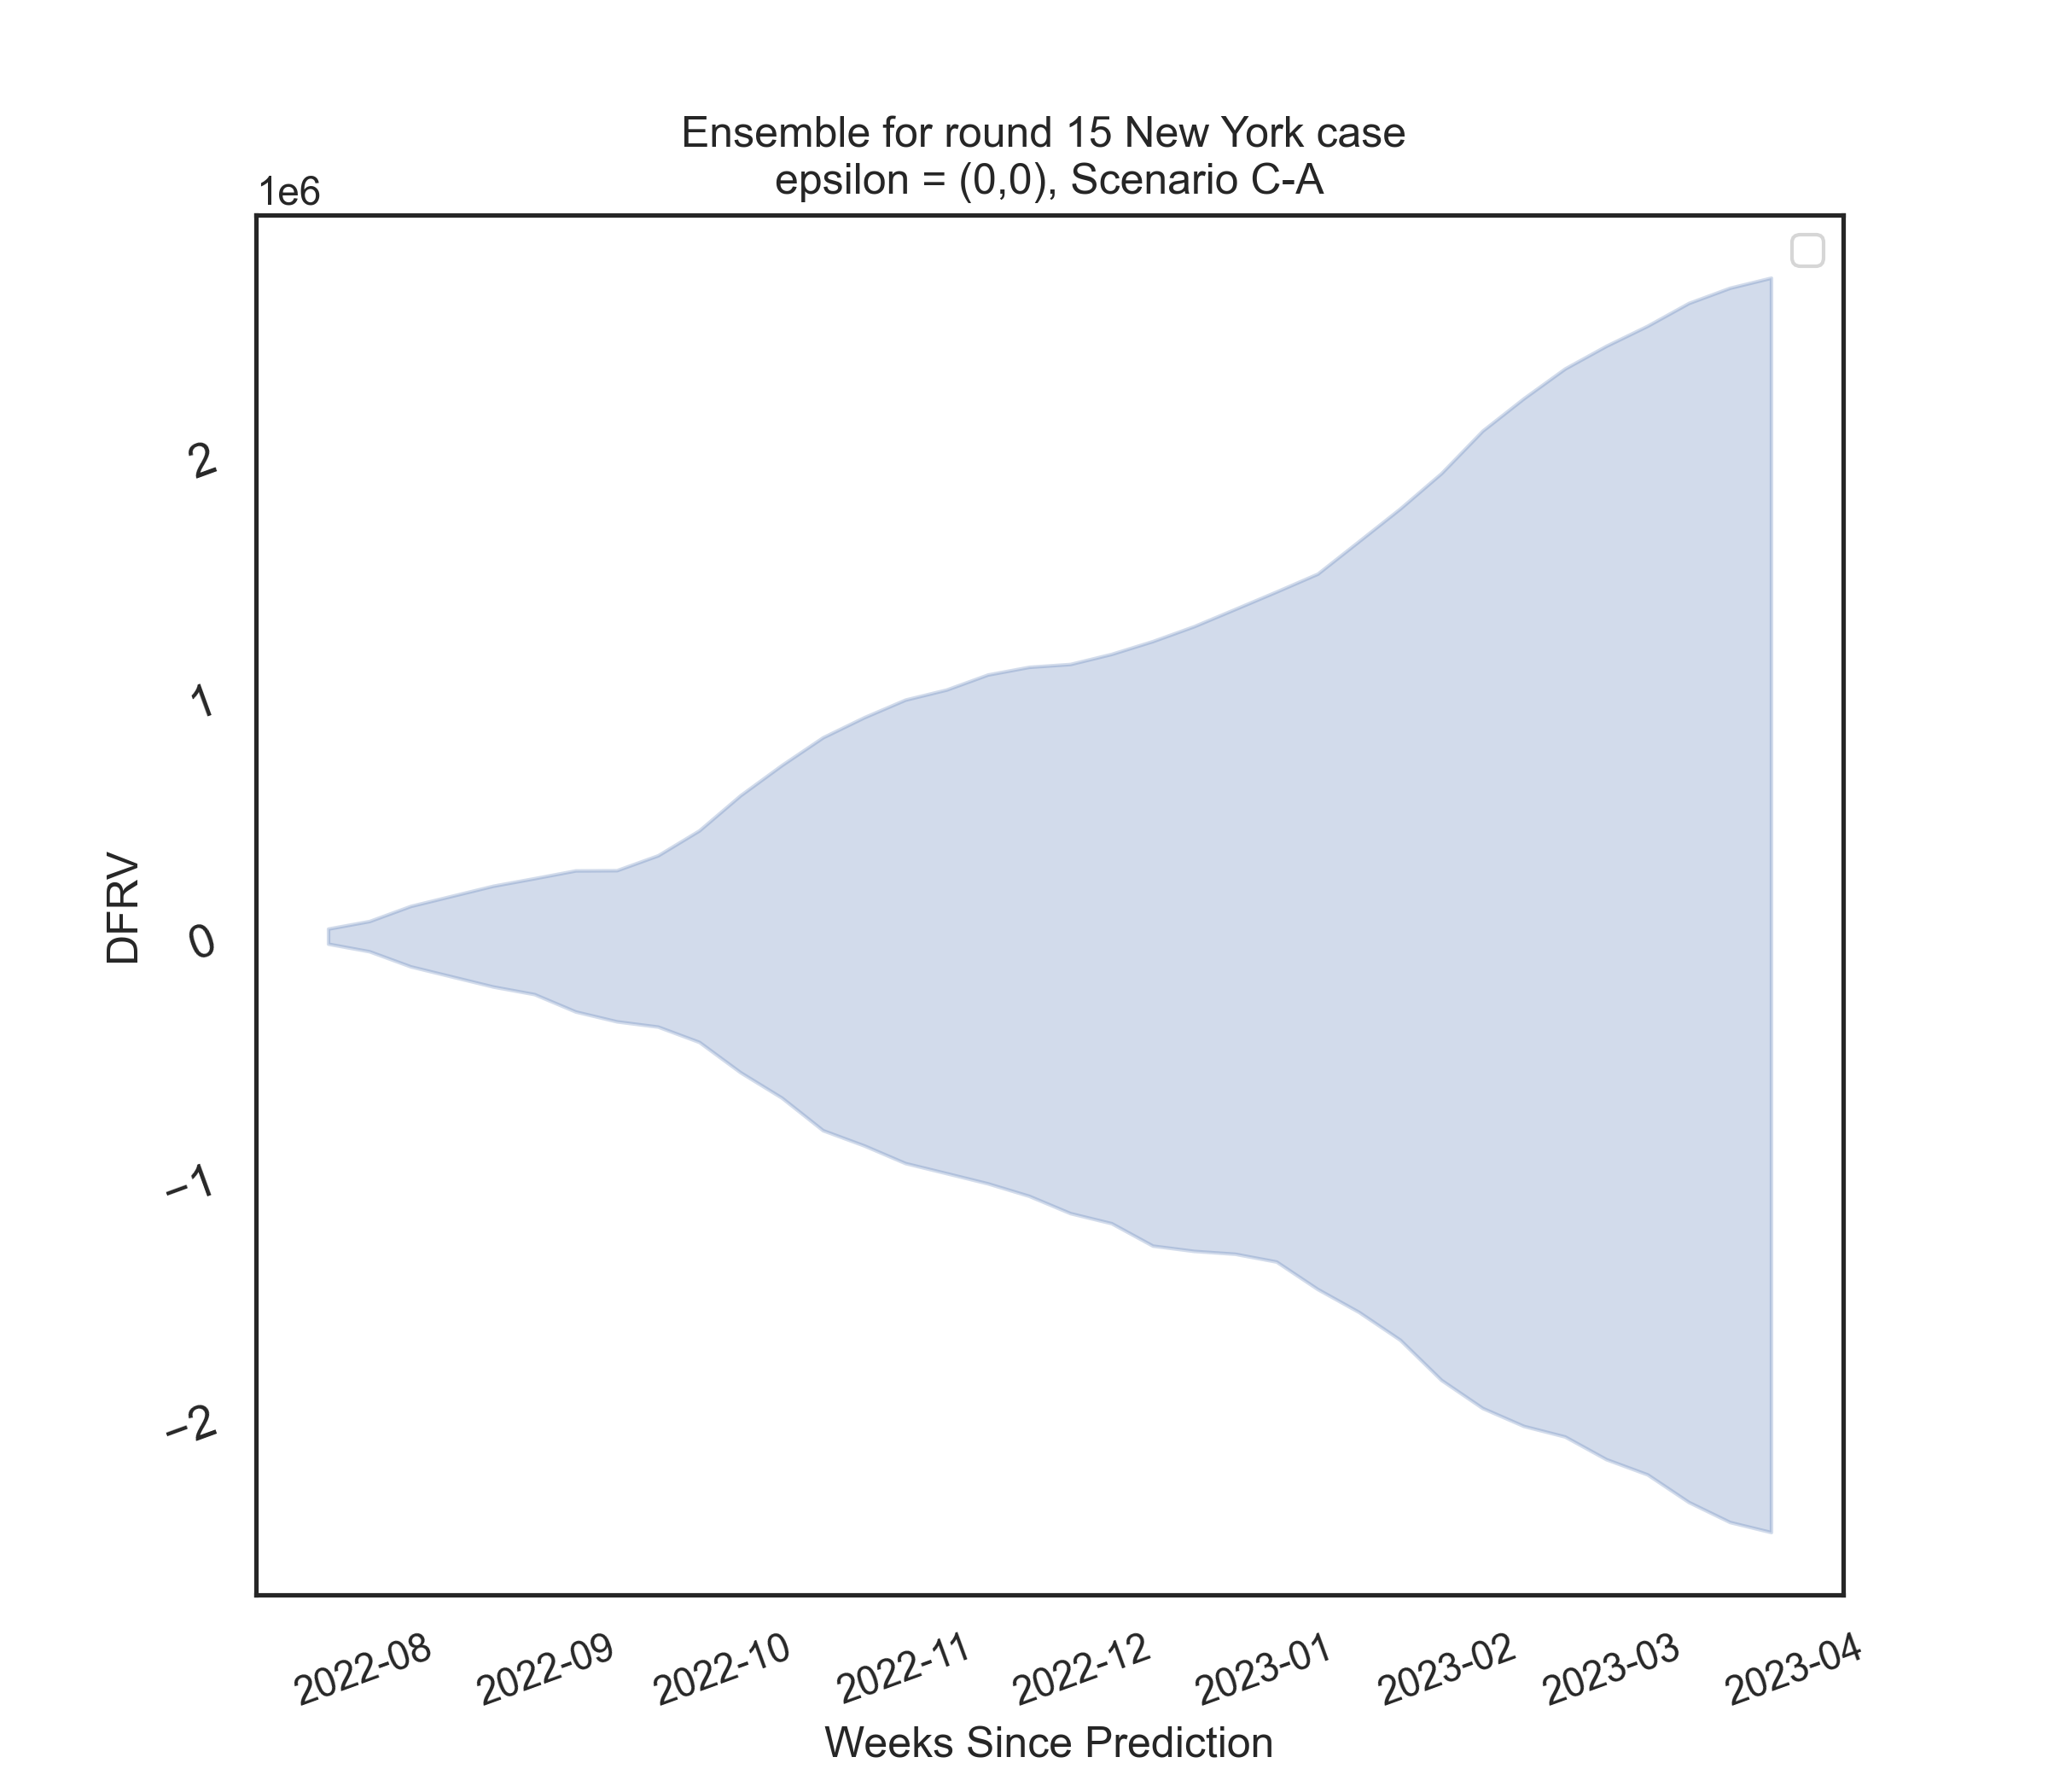 Ensemble for round 15 New York case
epsilon = (0,0), Scenario C-A
1e6
2
1
0
−1
−2
DFRV
2022-08
2022-09
2022-10
2022-11
2022-12
2023-01
2023-02
2023-03
2023-04
Weeks Since Prediction